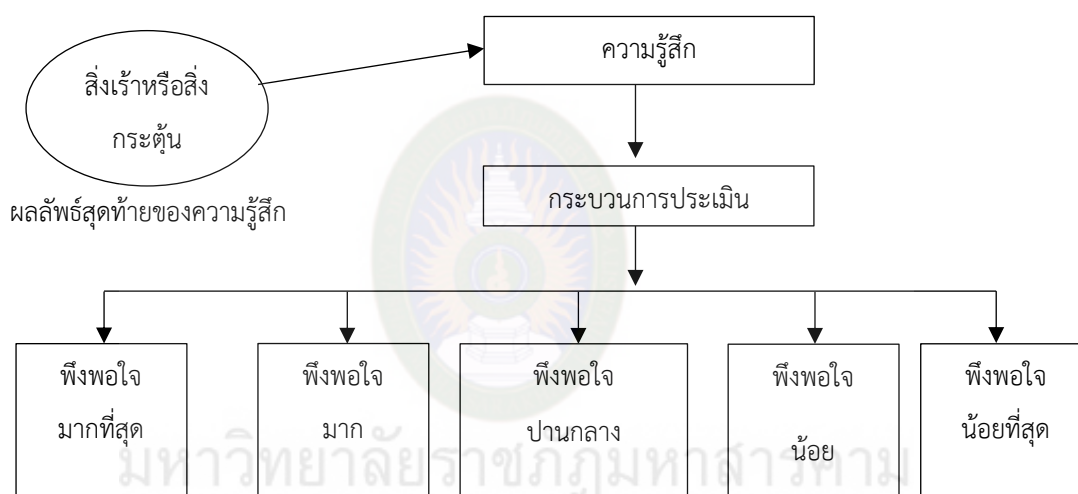 ความรู้สึก
สิ่งเร้าหรือสิ่ง
กระตุ้น
ผลลัพธ์สุดท้ายของความรู้สึก
กระบวนการประเมิน
พึงพอใจ
มากที่สุด
พึงพอใจ
มาก
พึงพอใจ
ปานกลาง
พึงพอใจ
น้อย
พึงพอใจ
น้อยที่สุด
มหาวิทยาลัยราชภัฏมหาสารคาม